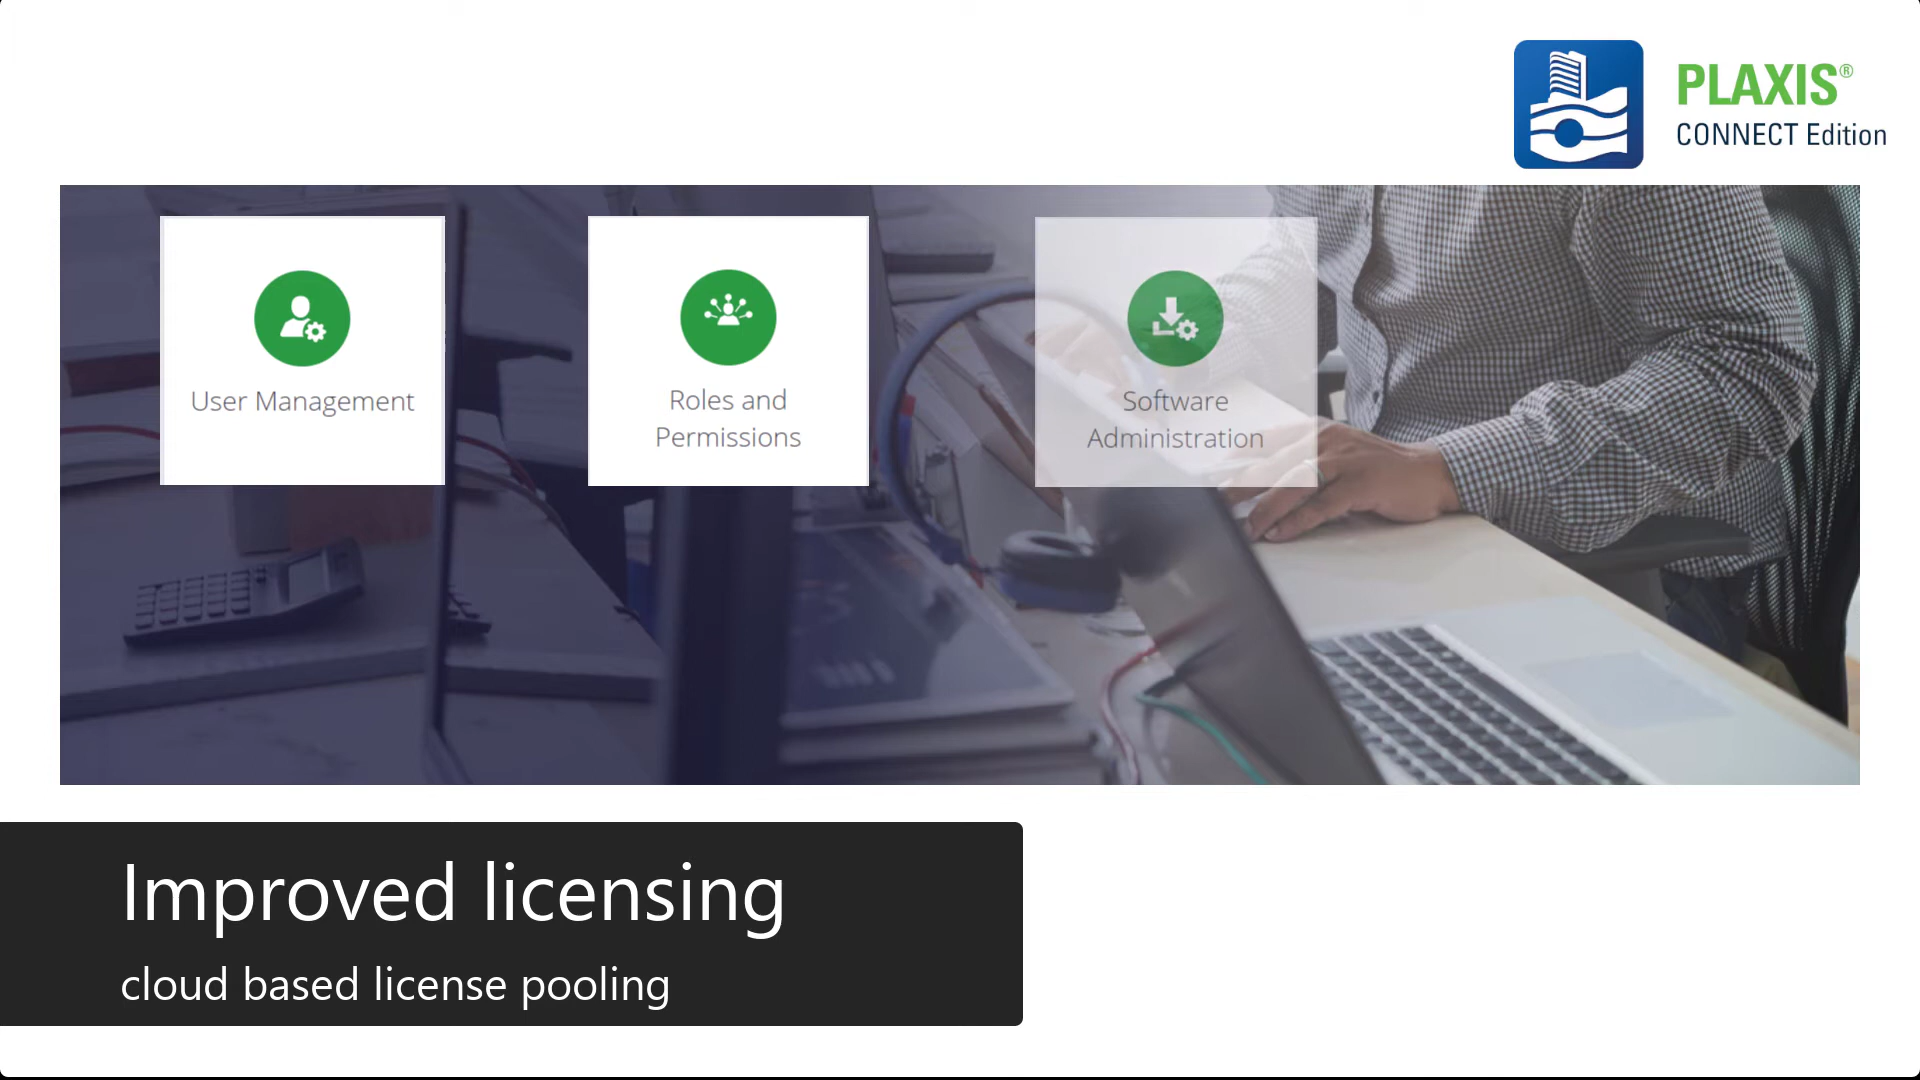 PLAXIS®
CONNECT Edition
User Management
Roles and
Permissions
Software
Administration
Improved licensing
cloud based license pooling